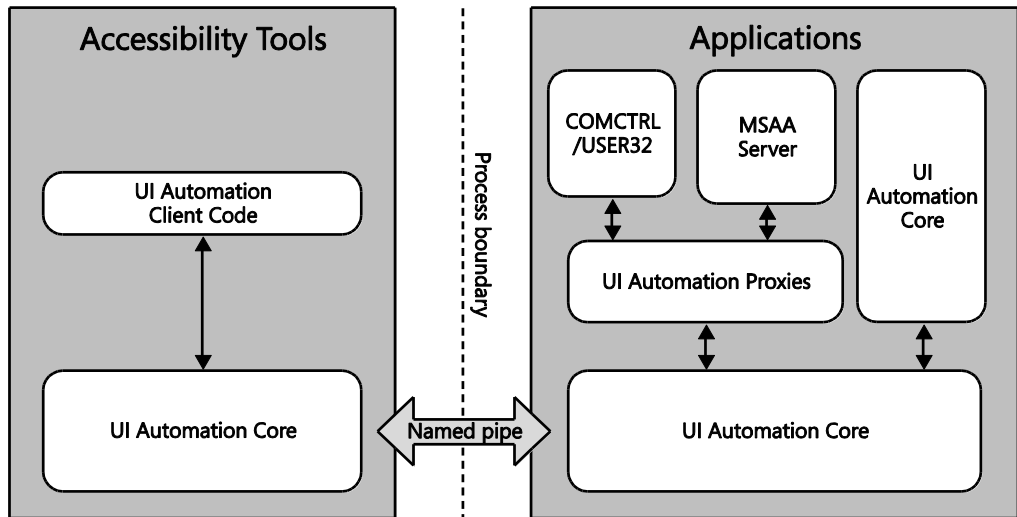 Accessibility Tools
UI Automation
Client Code
UI Automation Core
Process boundary
Named pipe
Applications
COMCTRL
/USER32
MSAA
Server
UI
Automation
Core
UI Automation Proxies
UI Automation Core